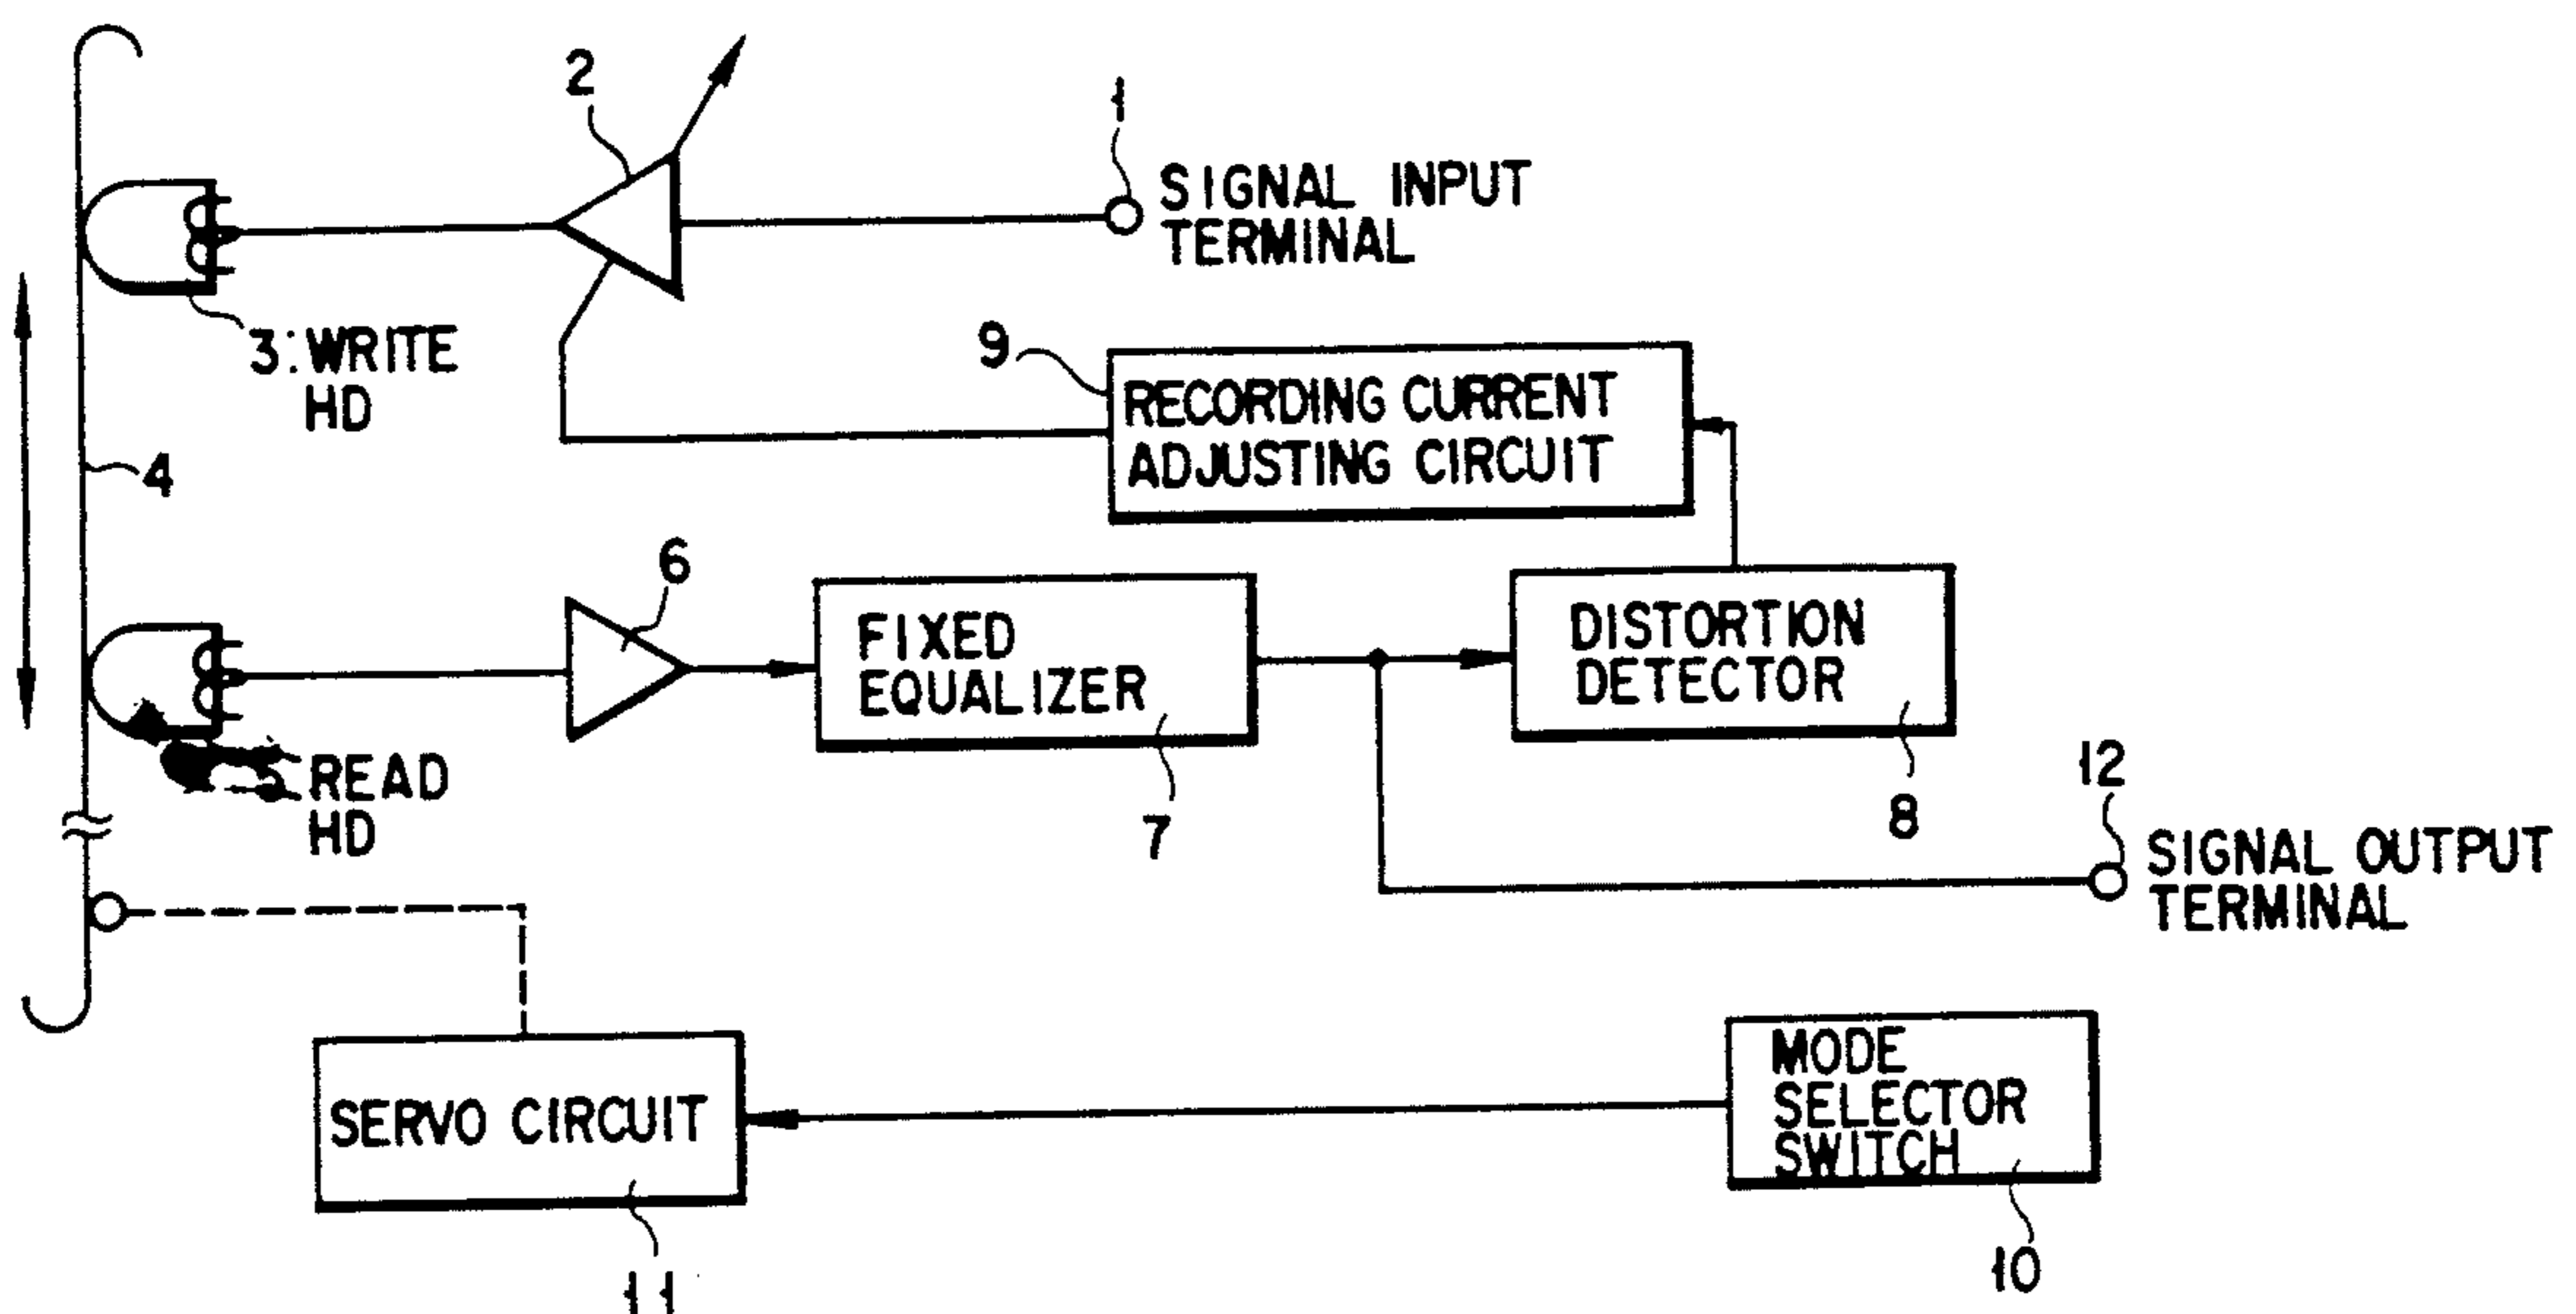 2
1
SIGNAL INPUT
TERMINAL
3:WRITE
HD
9
RECORDING CURRENT
ADJUSTING CIRCUIT
4
6
FIXED
EQUALIZER
7
DISTORTION
DETECTOR
8
READ
HD
12
SIGNAL OUTPUT
TERMINAL
SERVO CIRCUIT
11
MODE
SELECTOR
SWITCH
10